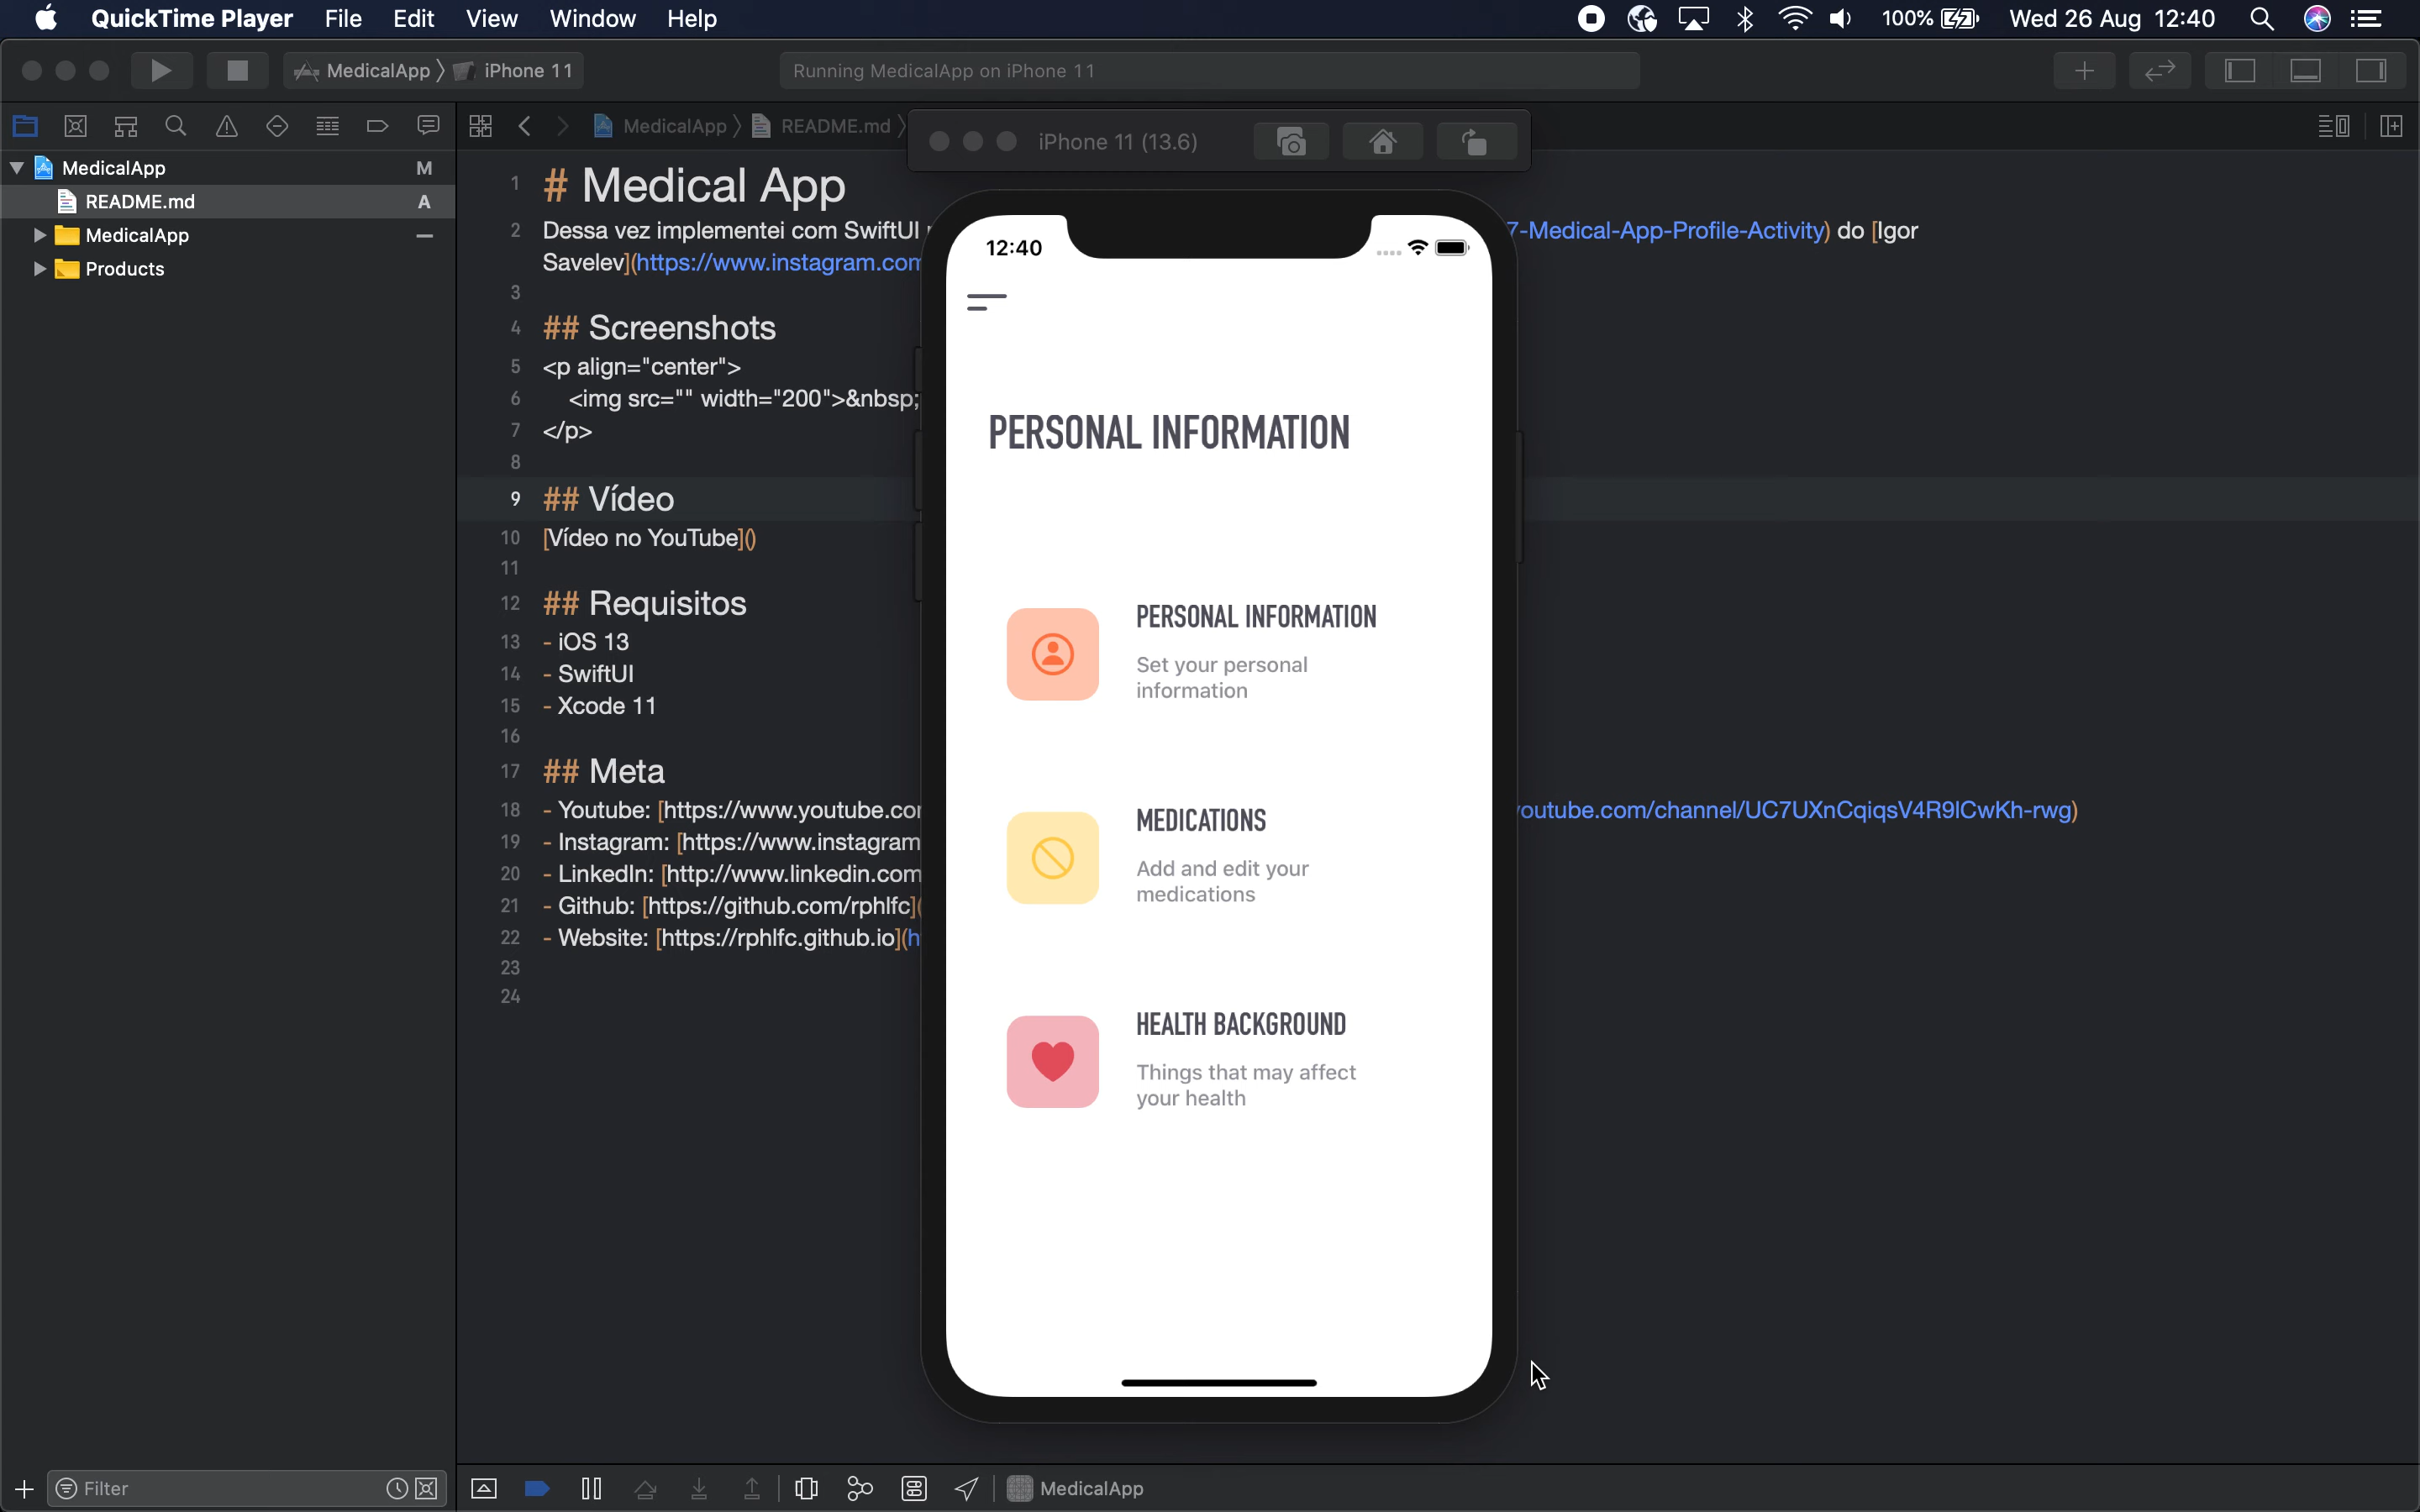 QuickTime Player File Edit View Window Help 100% Wed 26 Aug 12:40
MedicalApp iPhone 11 Running MedicalApp on iPhone 11
MedicalApp README.md
iPhone 11 (13.6)
MedicalApp M
README.md A
MedicalApp
Products
1 # Medical App
2 Dessa vez implementei com SwiftUI 7-Medical-App-Profile-Activity) do [Igor
Savelev](https://www.instagram.com
3
4 ## Screenshots
5 <p align="center">
6 <img src="" width="200">&nbsp;
7 </p>
8
9 ## Vídeo
10 [Vídeo no YouTube]()
11
12 ## Requisitos
13 - iOS 13
14 - SwiftUI
15 - Xcode 11
16
17 ## Meta
18 - Youtube: [https://www.youtube.co outube.com/channel/UC7UXnCqiqsV4R9ICwKh-rwg)
19 - Instagram: [https://www.instagram
20 - LinkedIn: [http://www.linkedin.com
21 - Github: [https://github.com/rphlfc](
22 - Website: [https://rphlfc.github.io](h
23
24
12:40
PERSONAL INFORMATION
PERSONAL INFORMATION
Set your personal
information
MEDICATIONS
Add and edit your
medications
HEALTH BACKGROUND
Things that may affect
your health
Filter
MedicalApp